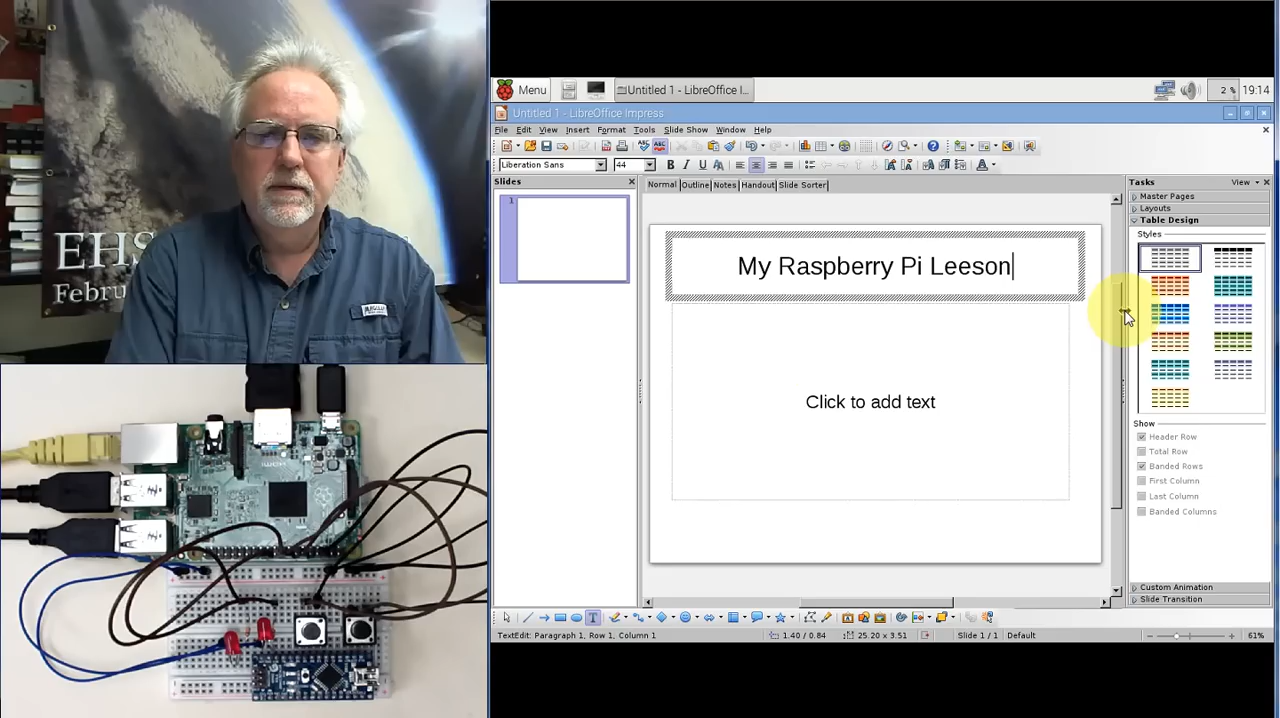 EHS
Febru
Menu
Untitled 1 - LibreOffice I...
2 %
19:14
Untitled 1 - LibreOffice Impress
File Edit View Insert Format Tools Slide Show Window Help
Liberation Sans
44
Slides
Normal Outline Notes Handout Slide Sorter
Tasks
View
1
Master Pages
Layouts
Table Design
Styles
My Raspberry Pi Leeson
Click to add text
Show
Header Row
Total Row
Banded Rows
First Column
Last Column
Banded Columns
Custom Animation
Slide Transition
TextEdit: Paragraph 1, Row 1, Column 1
1.40 / 0.84
25.20 x 3.51
Slide 1 / 1
Default
61%